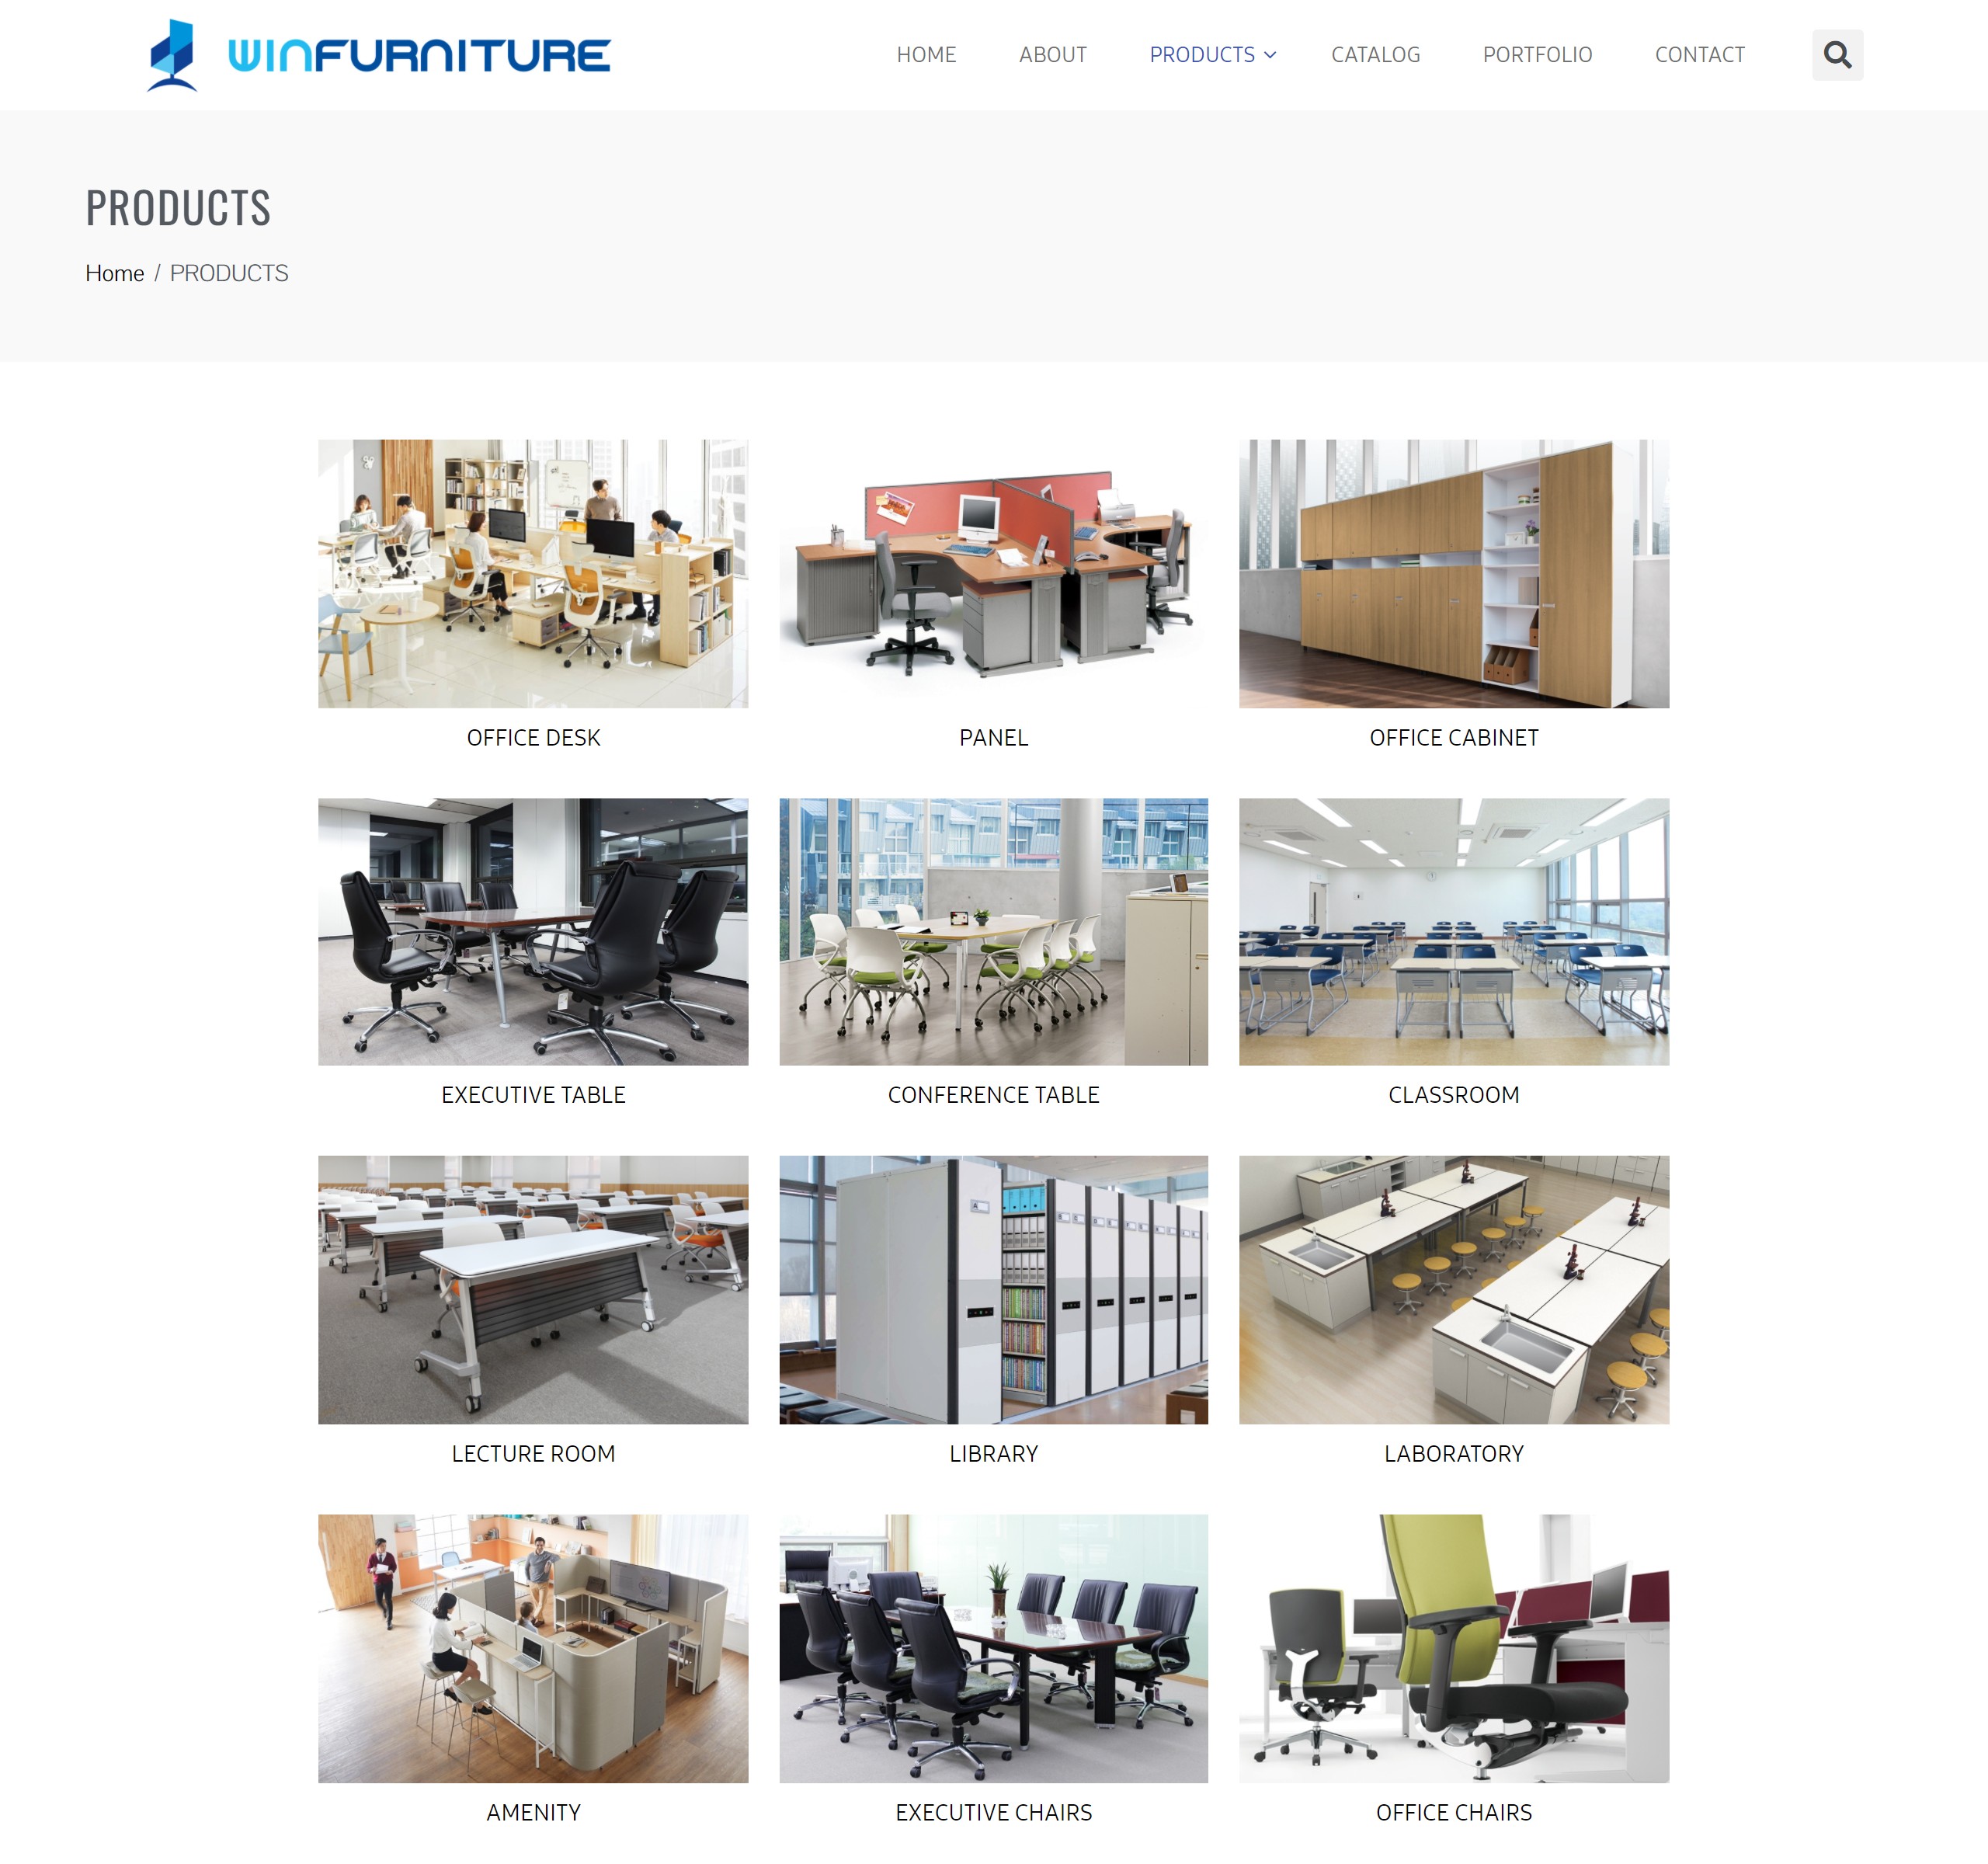 WINFURNITURE
HOME ABOUT PRODUCTS CATALOG PORTFOLIO CONTACT
PRODUCTS
Home / PRODUCTS
OFFICE DESK PANEL OFFICE CABINET
EXECUTIVE TABLE CONFERENCE TABLE CLASSROOM
LECTURE ROOM LIBRARY LABORATORY
AMENITY EXECUTIVE CHAIRS OFFICE CHAIRS